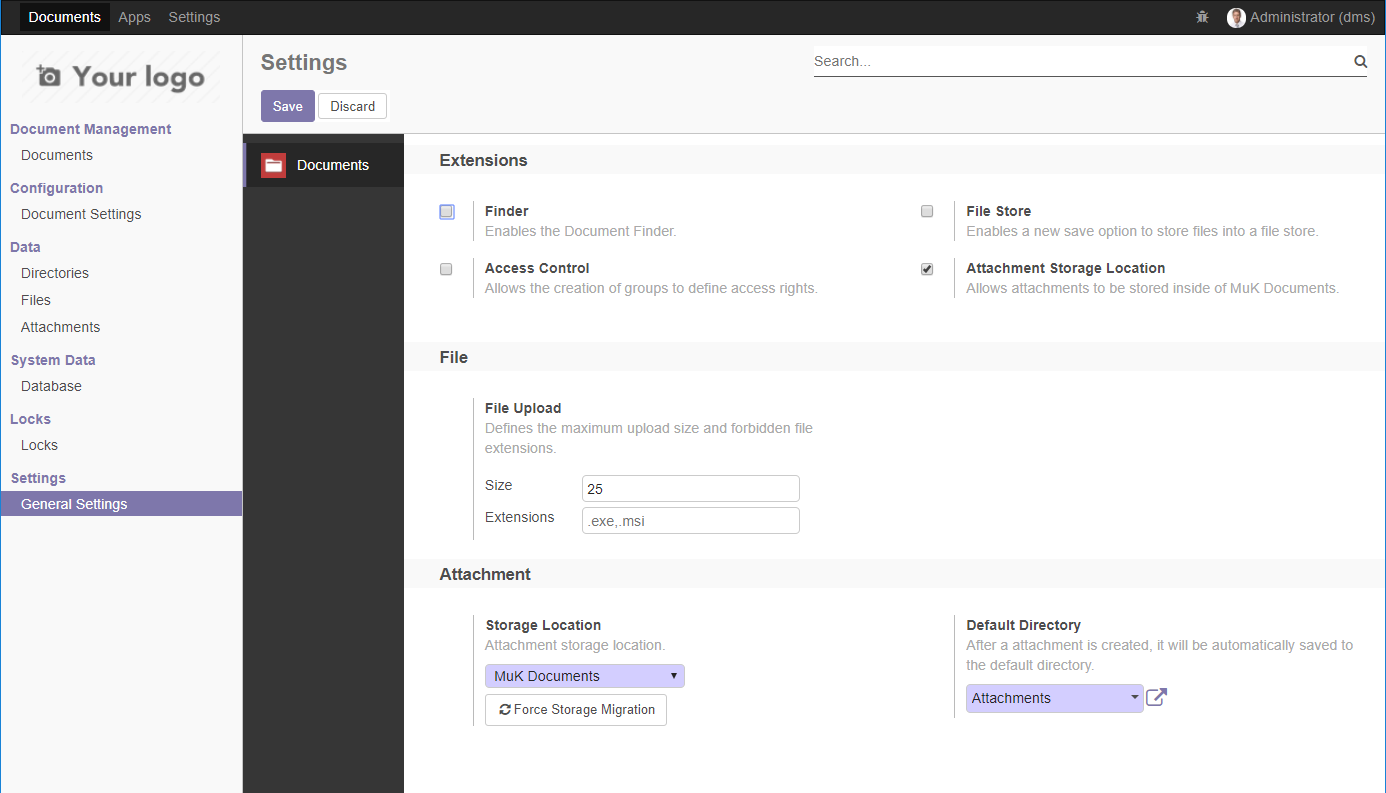 Documents Apps Settings Administrator (dms)
Your logo
Document Management
Documents
Configuration
Document Settings
Data
Directories
Files
Attachments
System Data
Database
Locks
Locks
Settings
General Settings
Settings
Search...
Save Discard
Documents
Extensions
Finder
Enables the Document Finder.
File Store
Enables a new save option to store files into a file store.
Access Control
Allows the creation of groups to define access rights.
Attachment Storage Location
Allows attachments to be stored inside of MuK Documents.
File
File Upload
Defines the maximum upload size and forbidden file
extensions.
Size 25
Extensions .exe,.msi
Attachment
Storage Location
Attachment storage location.
MuK Documents
Force Storage Migration
Default Directory
After a attachment is created, it will be automatically saved to
the default directory.
Attachments